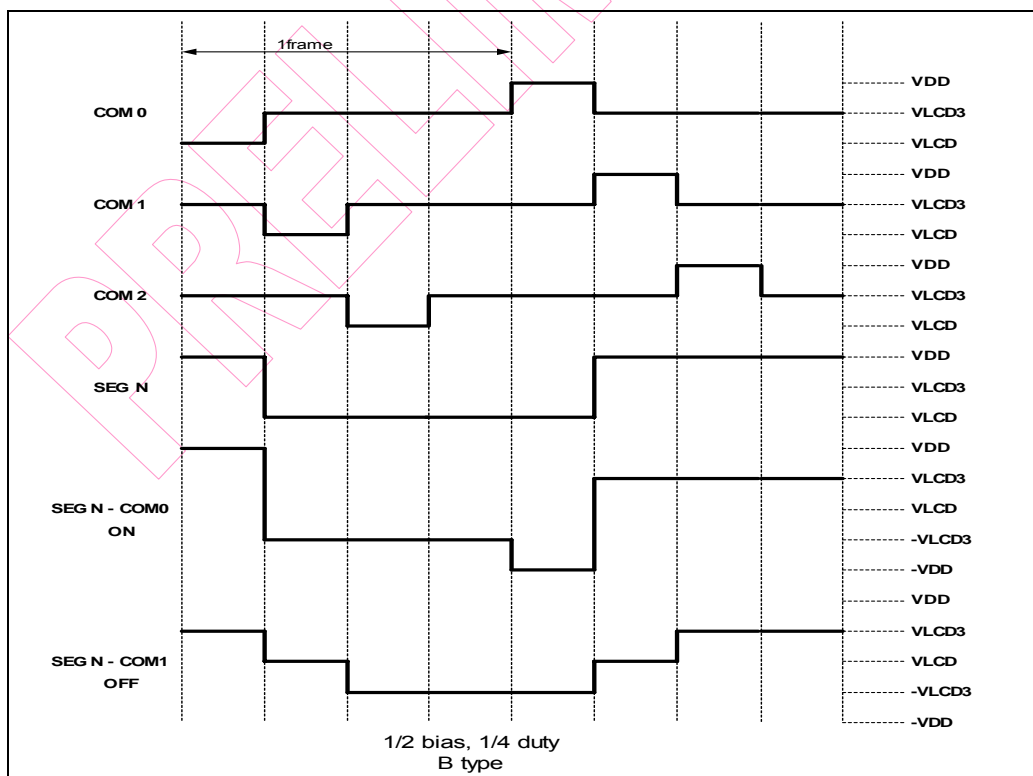 1frame
COM 0
VDD
VLCD3
VLCD
COM 1
VDD
VLCD3
VLCD
COM 2
VDD
VLCD3
VLCD
SEG N
VDD
VLCD3
VLCD
SEG N - COM0
ON
VDD
VLCD3
VLCD
-VLCD3
-VDD
SEG N - COM1
OFF
VDD
VLCD3
VLCD
-VLCD3
-VDD
1/2 bias, 1/4 duty
B type